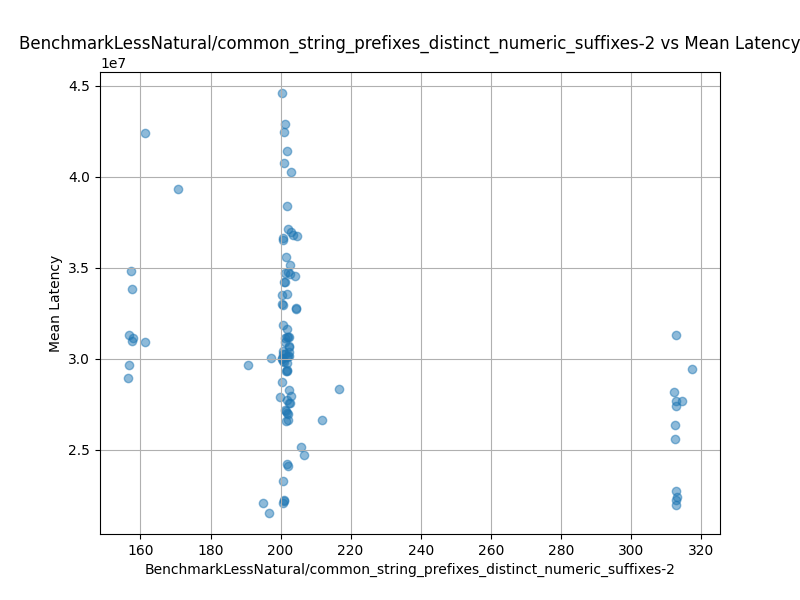 BenchmarkLessNatural/common_string_prefixes_distinct_numeric_suffixes-2 vs Mean Latency
1e7
4.5
4.0
3.5
3.0
2.5
Mean Latency
160 180 200 220 240 260 280 300 320
BenchmarkLessNatural/common_string_prefixes_distinct_numeric_suffixes-2